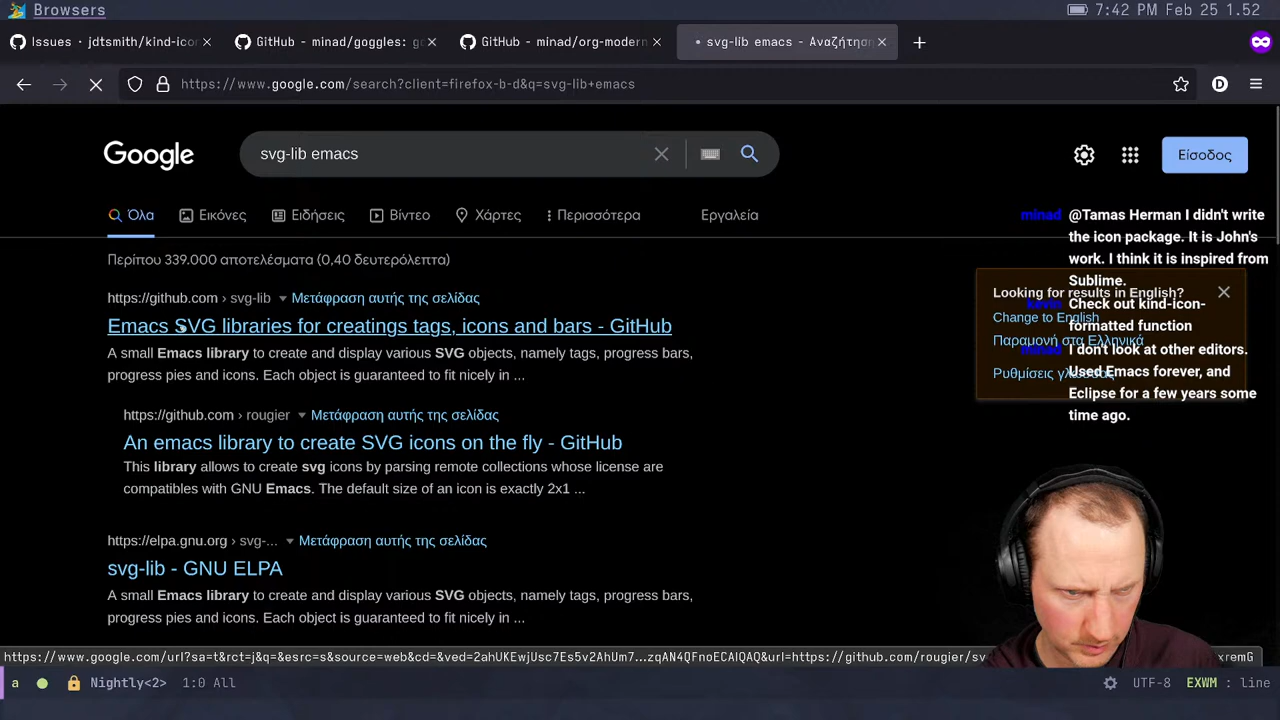 Browsers
7:42 PM Feb 25 1.52
Issues · jdtsmith/kind-ico
GitHub - minad/goggles: g
GitHub - minad/org-modern
svg-lib emacs - Αναζήτηση
https://www.google.com/search?client=firefox-b-d&q=svg-lib+emacs
Google
svg-lib emacs
Είσοδος
Όλα
Εικόνες
Ειδήσεις
Βίντεο
Χάρτες
Περισσότερα
Εργαλεία
Περίπου 339.000 αποτελέσματα (0,40 δευτερόλεπτα)
https://github.com › svg-lib
Μετάφραση αυτής της σελίδας
Emacs SVG libraries for creatings tags, icons and bars - GitHub
A small Emacs library to create and display various SVG objects, namely tags, progress bars,
progress pies and icons. Each object is guaranteed to fit nicely in ...
https://github.com › rougier
Μετάφραση αυτής της σελίδας
An emacs library to create SVG icons on the fly - GitHub
This library allows to create svg icons by parsing remote collections whose license are
compatibles with GNU Emacs. The default size of an icon is exactly 2x1 ...
https://elpa.gnu.org › svg-...
Μετάφραση αυτής της σελίδας
svg-lib - GNU ELPA
A small Emacs library to create and display various SVG objects, namely tags, progress bars,
progress pies and icons. Each object is guaranteed to fit nicely in ...
minad @Tamas Herman I didn't write
the icon package. It is John's
work. I think it is inspired from
Sublime.
Looking for results in English?
Change to English
Παραμονή στα Ελληνικά
Ρυθμίσεις
kevin Check out kind-icon-
formatted function
minad I don't look at other editors.
Used Emacs forever, and
Eclipse for a few years some
time ago.
https://www.google.com/url?sa=t&rct=j&q=&esrc=s&source=web&cd=&ved=2ahUKEwjUsc7Es5v2AhUm7...zqAN4QFnoECAIQAQ&url=https://github.com/rougier/sv
xremG
a
Nightly<2>
1:0 All
UTF-8
EXWM : line